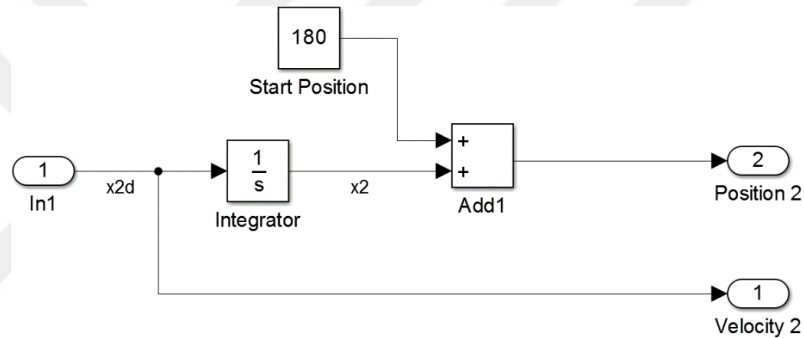 180
Start Position
1
In1
x2d
1
s
Integrator
x2
+
+
Add1
2
Position 2
1
Velocity 2